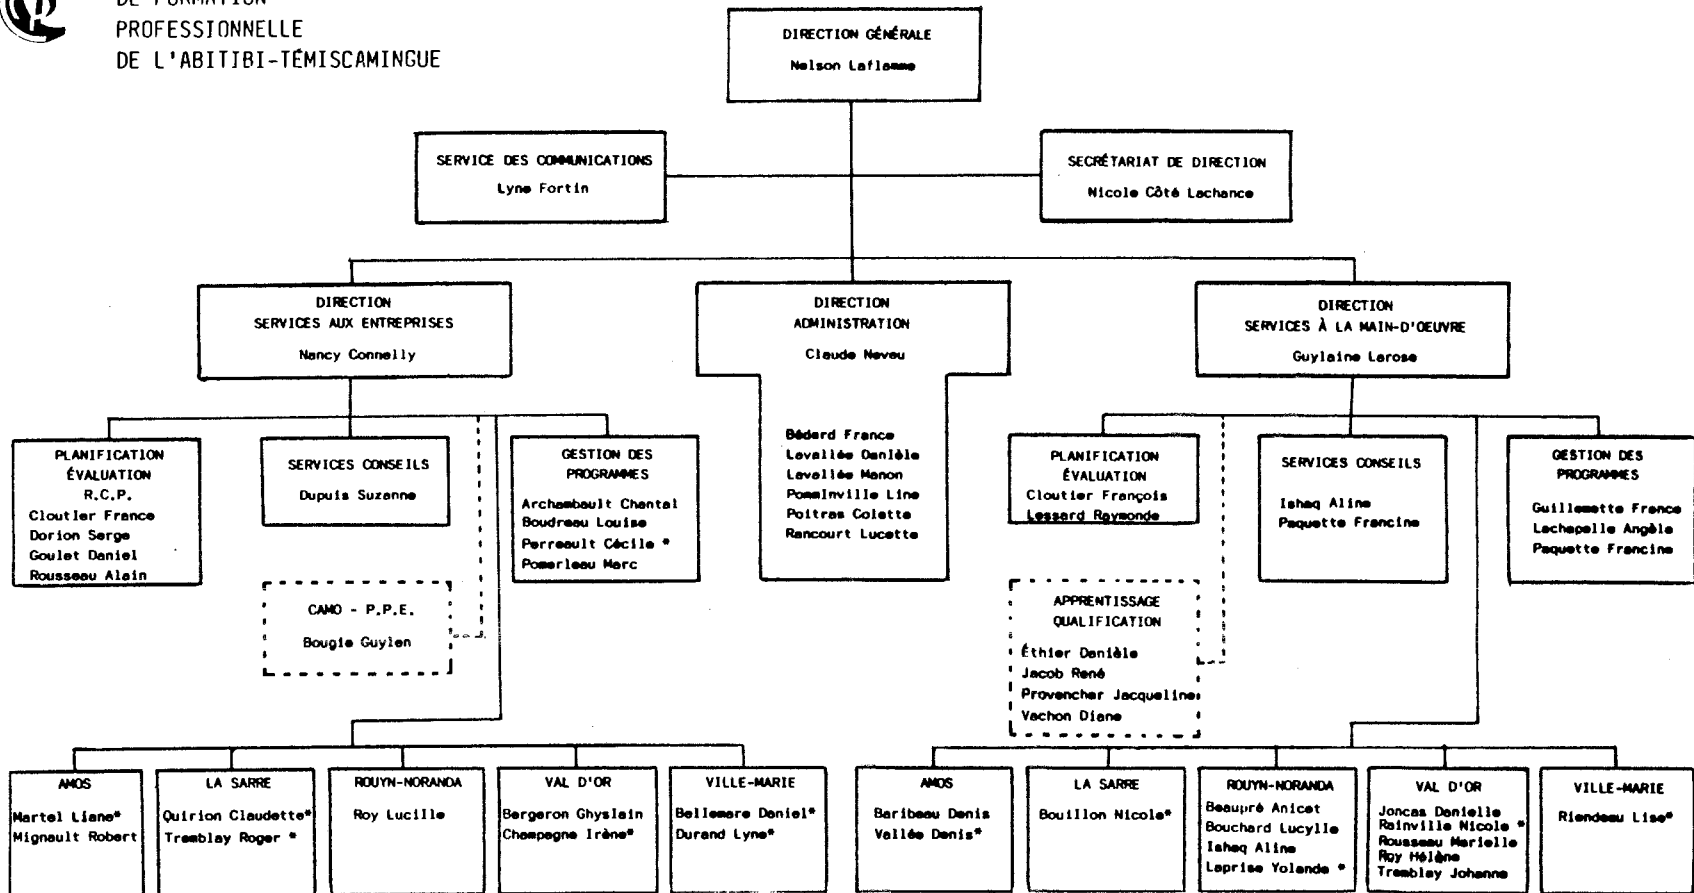 DE FORMATION
PROFESSIONNELLE
DE L'ABITIBI-TÉMISCAMINGUE
DIRECTION GÉNÉRALE
Nelson Laflamme
SERVICE DES COMMUNICATIONS
Lyne Fortin
SECRÉTARIAT DE DIRECTION
Nicole Côté Lachance
DIRECTION
SERVICES AUX ENTREPRISES
Nancy Connelly
DIRECTION
ADMINISTRATION
Claude Neveu
Bédard France
Lavallée Danièle
Lavallée Manon
Pominville Line
Poitras Colette
Rancourt Lucette
DIRECTION
SERVICES À LA MAIN-D'OEUVRE
Guylaine Larose
PLANIFICATION
ÉVALUATION
R.C.P.
Cloutier France
Dorion Serge
Goulet Daniel
Rousseau Alain
SERVICES CONSEILS
Dupuis Suzanne
GESTION DES
PROGRAMMES
Archambault Chantal
Boudreau Louise
Perreault Cécile *
Pomerleau Marc
CAMO - P.P.E.
Bougie Guylen
PLANIFICATION
ÉVALUATION
Cloutier François
Lessard Raymonde
SERVICES CONSEILS
Ishaq Aline
Paquette Francine
GESTION DES
PROGRAMMES
Guillemette France
Lachapelle Angèle
Paquette Francine
APPRENTISSAGE
QUALIFICATION
Éthier Danièle
Jacob René
Provencher Jacqueline
Vachon Diane
AMOS
Martel Liane*
Mignault Robert
LA SARRE
Quirion Claudette*
Tremblay Roger *
ROUYN-NORANDA
Roy Lucille
VAL D'OR
Bergeron Ghyslain
Champagne Irène*
VILLE-MARIE
Bellemare Daniel*
Durand Lyne*
AMOS
Baribeau Denis
Vallée Denis*
LA SARRE
Bouillon Nicole*
ROUYN-NORANDA
Beaupré Anicet
Bouchard Lucylle
Ishaq Aline
Laprise Yolande *
VAL D'OR
Joncas Danielle
Rainville Nicole *
Rousseau Marielle
Roy Hélène
Tremblay Johanne
VILLE-MARIE
Riendeau Lise*